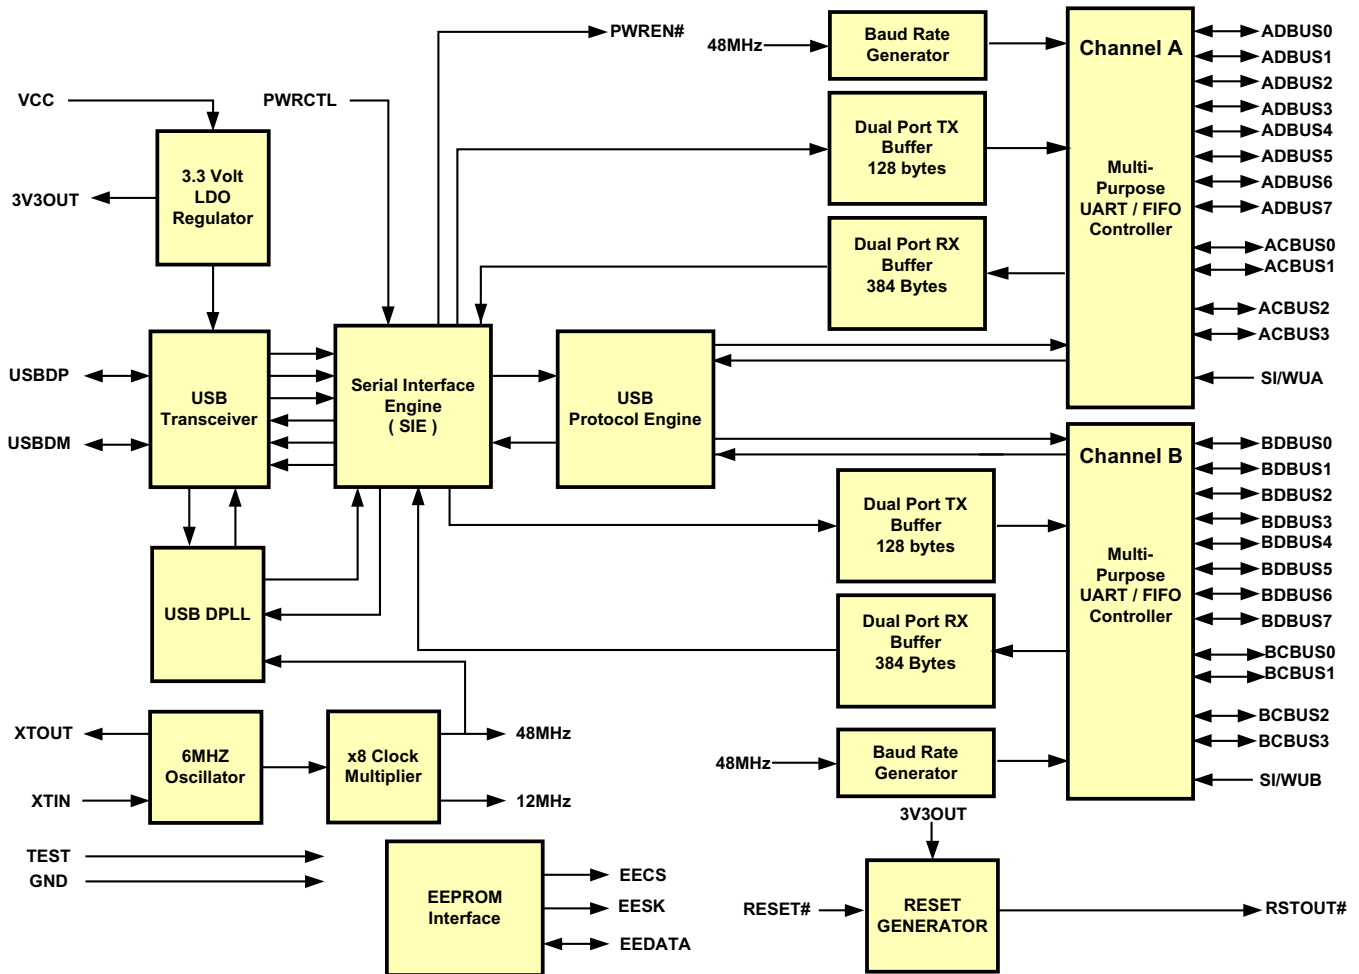 PWREN#
48MHz
Baud Rate
Generator
Channel A
ADBUS0
ADBUS1
ADBUS2
ADBUS3
ADBUS4
ADBUS5
ADBUS6
ADBUS7
ACBUS0
ACBUS1
ACBUS2
ACBUS3
SI/WUA
Multi-
Purpose
UART / FIFO
Controller
VCC
PWRCTL
3.3 Volt
LDO
Regulator
3V3OUT
Dual Port TX
Buffer
128 bytes
Dual Port RX
Buffer
384 Bytes
USBDP
USBDM
USB
Transceiver
Serial Interface
Engine
( SIE )
USB
Protocol Engine
Channel B
BDBUS0
BDBUS1
BDBUS2
BDBUS3
BDBUS4
BDBUS5
BDBUS6
BDBUS7
BCBUS0
BCBUS1
BCBUS2
BCBUS3
SI/WUB
Multi-
Purpose
UART / FIFO
Controller
Dual Port TX
Buffer
128 bytes
Dual Port RX
Buffer
384 Bytes
USB DPLL
XTOUT
XTIN
6MHZ
Oscillator
x8 Clock
Multiplier
48MHz
12MHz
48MHz
Baud Rate
Generator
TEST
GND
EEPROM
Interface
EECS
EESK
EEDATA
3V3OUT
RESET#
RESET
GENERATOR
RSTOUT#